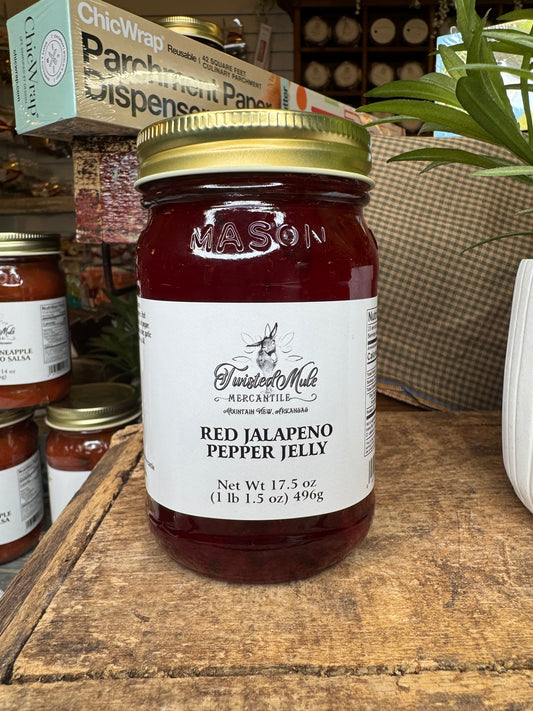 ChicWrap
ChicWrap
Reusable
Parchment Paper
Dispenser
42 SQUARE FEET
CULINARY PARCHMENT
MASON
Twisted Mule
MERCANTILE
MOUNTAIN VIEW, ARKANSAS
RED JALAPENO
PEPPER JELLY
Net Wt 17.5 oz
(1 lb 1.5 oz) 496g
SALSA